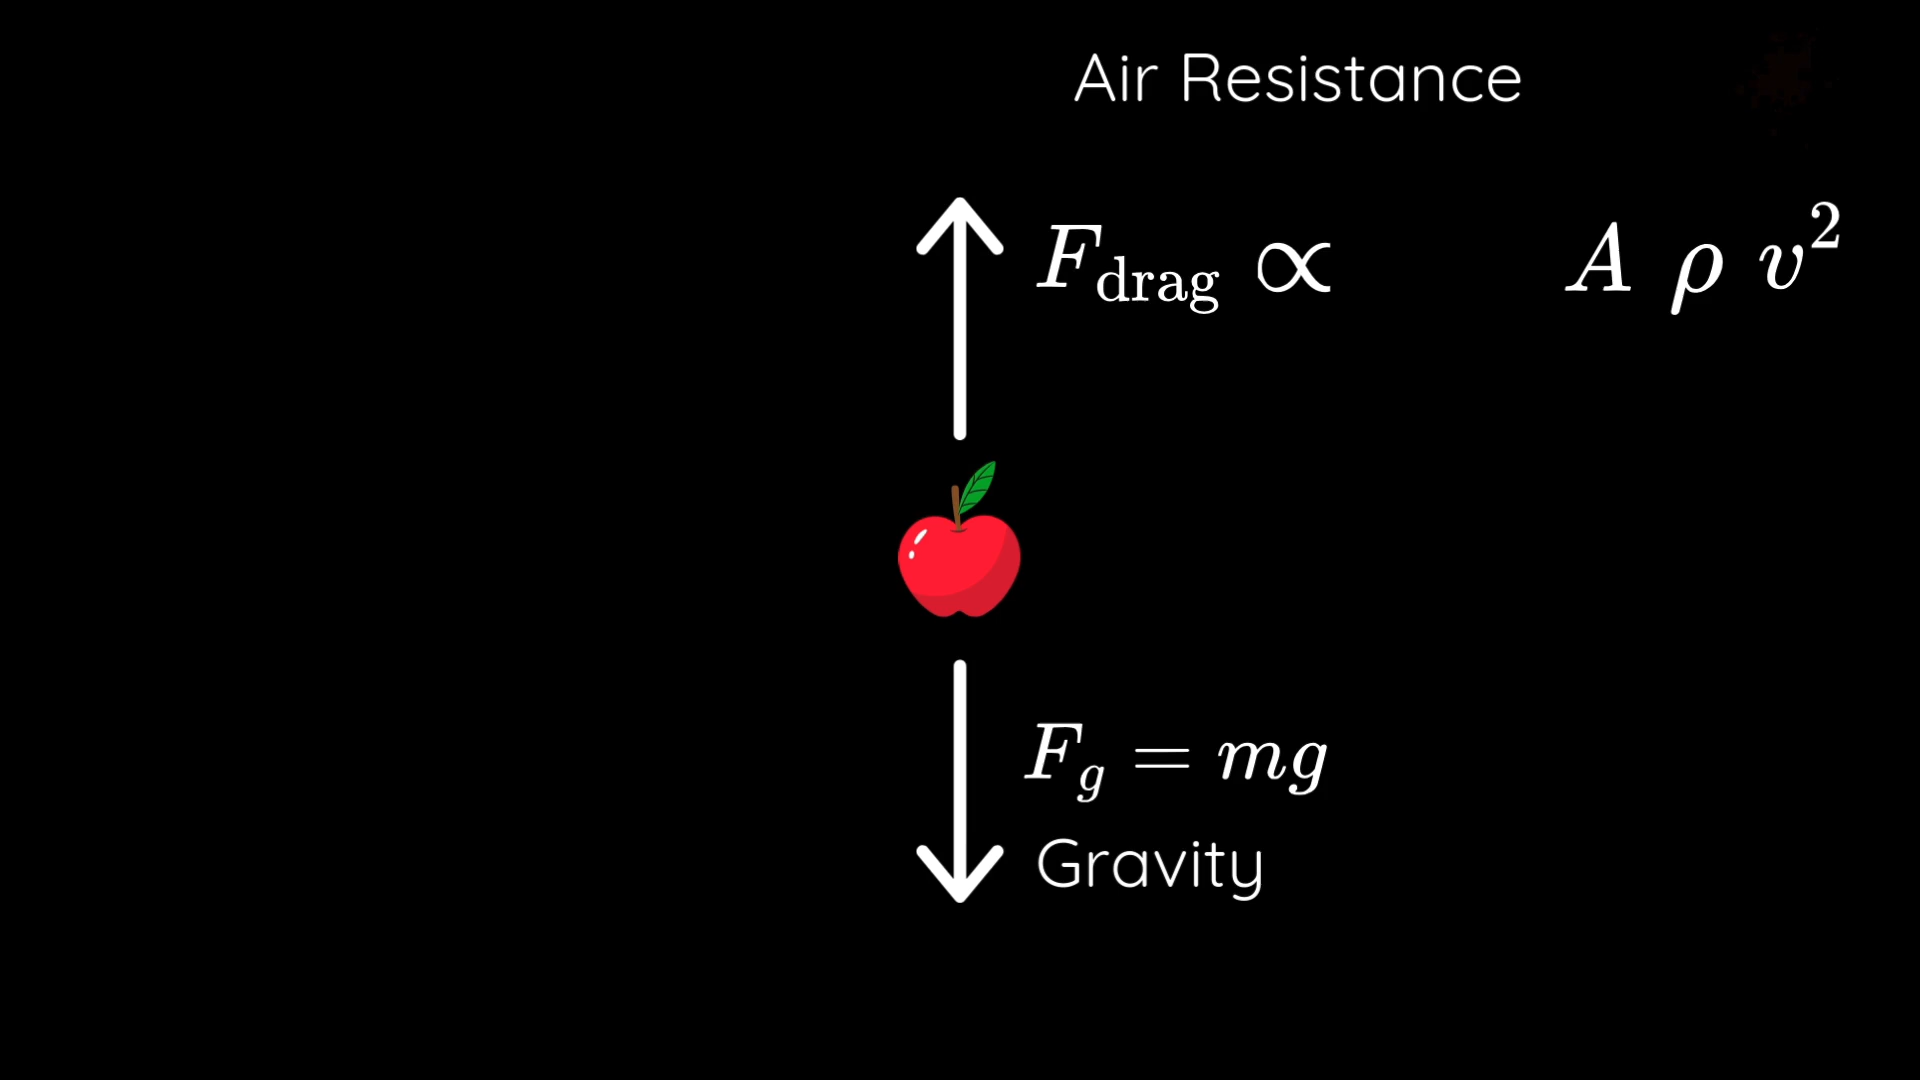 Air Resistance
F_drag ∝ A ρ v²
F_g = mg
Gravity